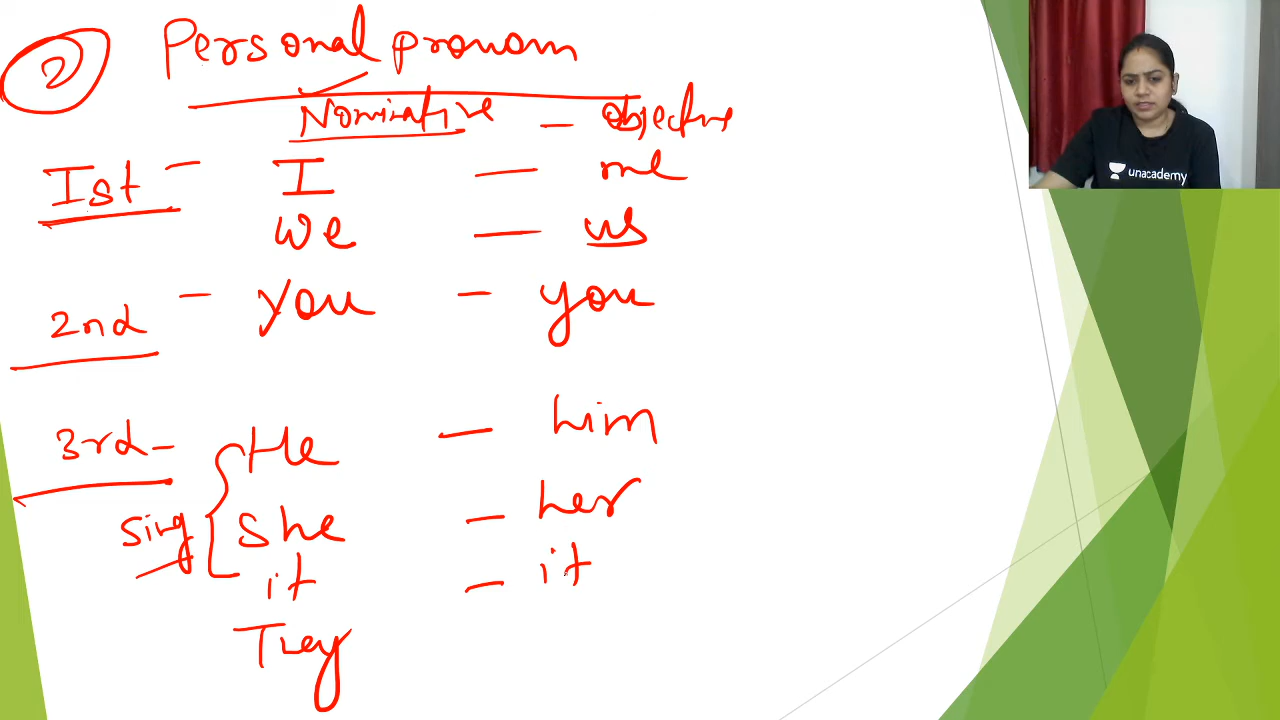 2 Personal pronoun
Nominative - objective
Ist - I - me
we - us
2nd - you - you
3rd - He - him
sing She - her
it - it
They
unacademy